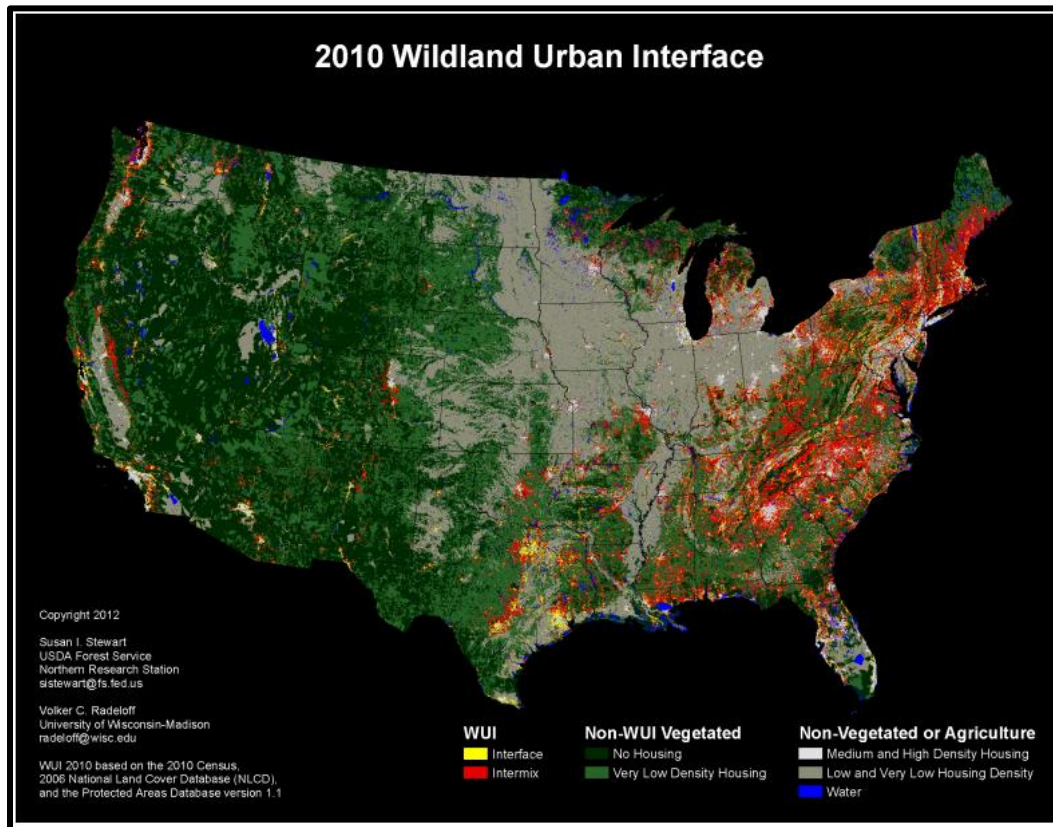 2010 Wildland Urban Interface
Copyright 2012
Susan I. Stewart
USDA Forest Service
Northern Research Station
sistewart@fs.fed.us
Volker C. Radeloff
University of Wisconsin-Madison
radeloff@wisc.edu
WUI 2010 based on the 2010 Census,
2006 National Land Cover Database (NLCD),
and the Protected Areas Database version 1.1
WUI
Interface
Intermix
Non-WUI Vegetated
No Housing
Very Low Density Housing
Non-Vegetated or Agriculture
Medium and High Density Housing
Low and Very Low Housing Density
Water